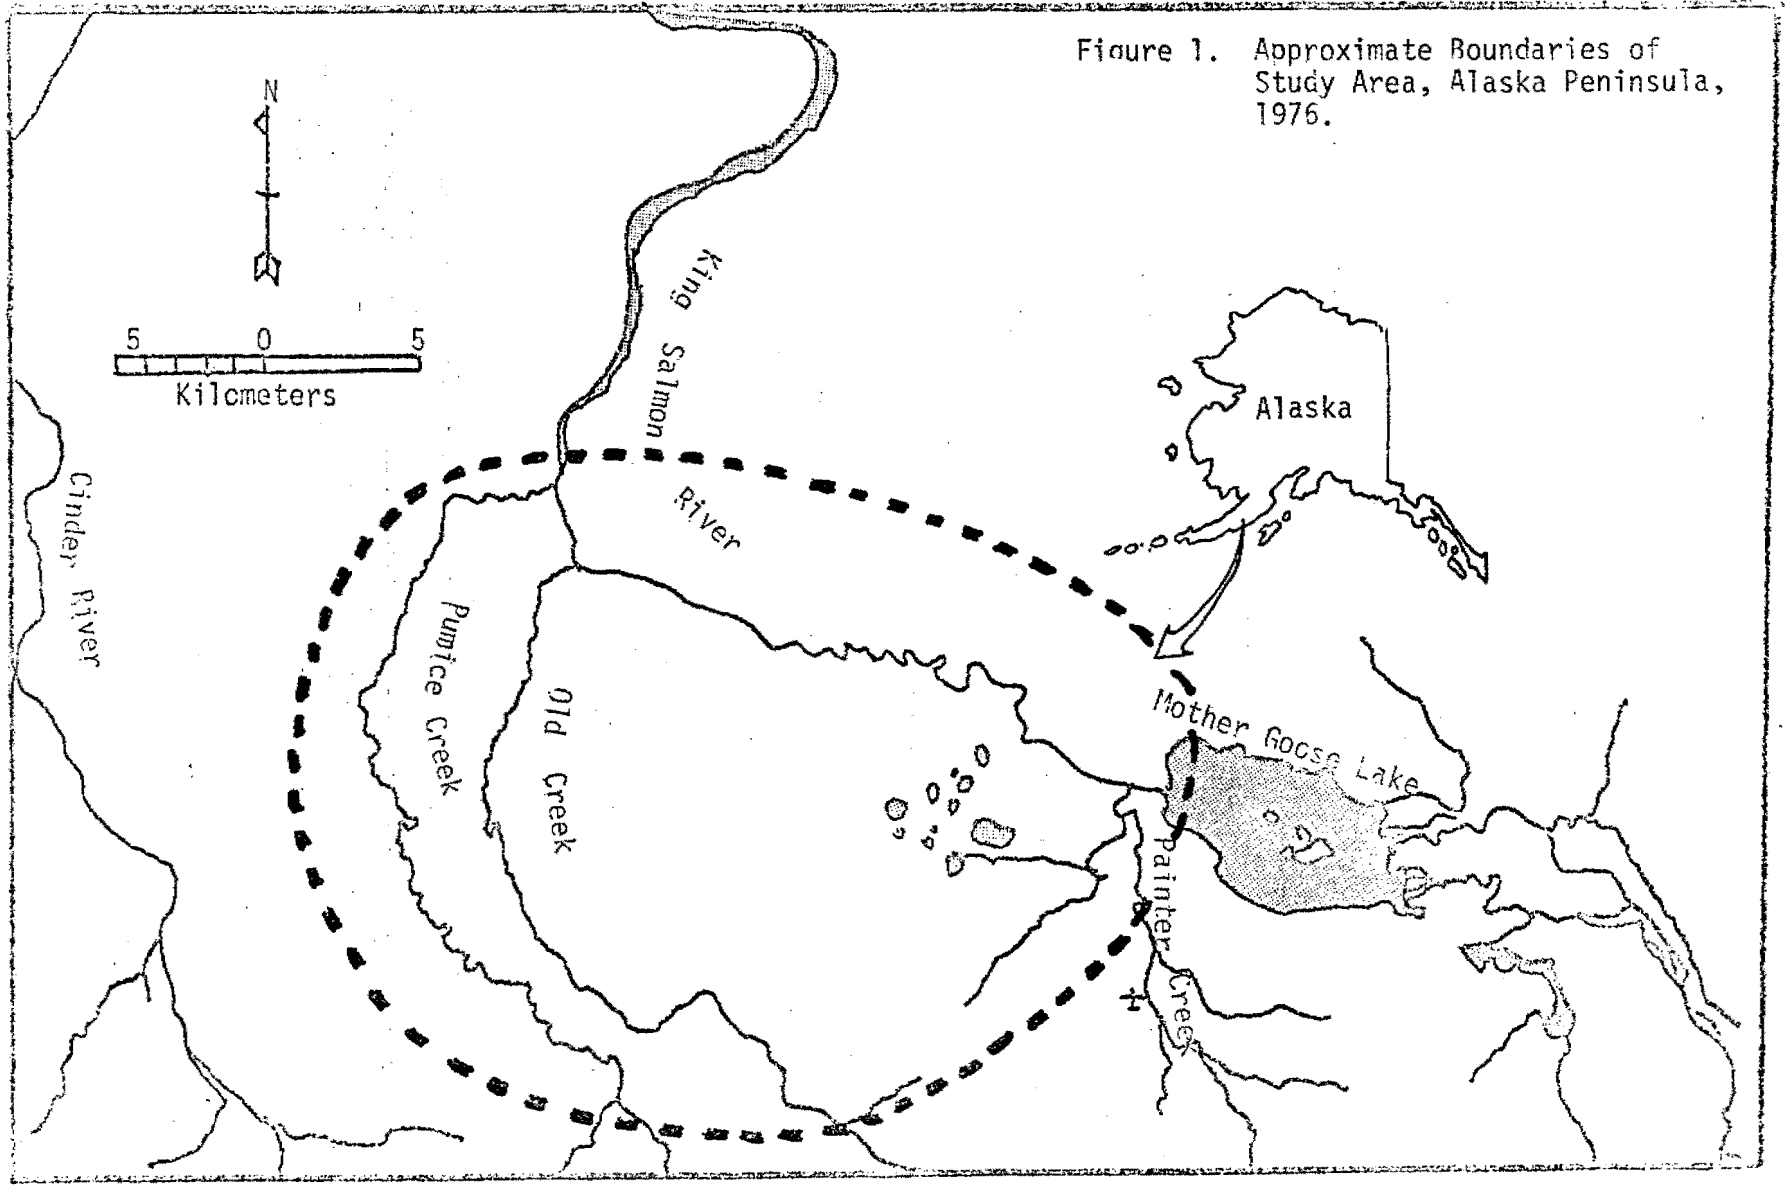 Figure 1. Approximate Boundaries of
Study Area, Alaska Peninsula,
1976.
N
5 0 5
Kilometers
King Salmon River
Alaska
Cinder River
Pumice Creek
Old Creek
Mother Goose Lake
Painter Creek